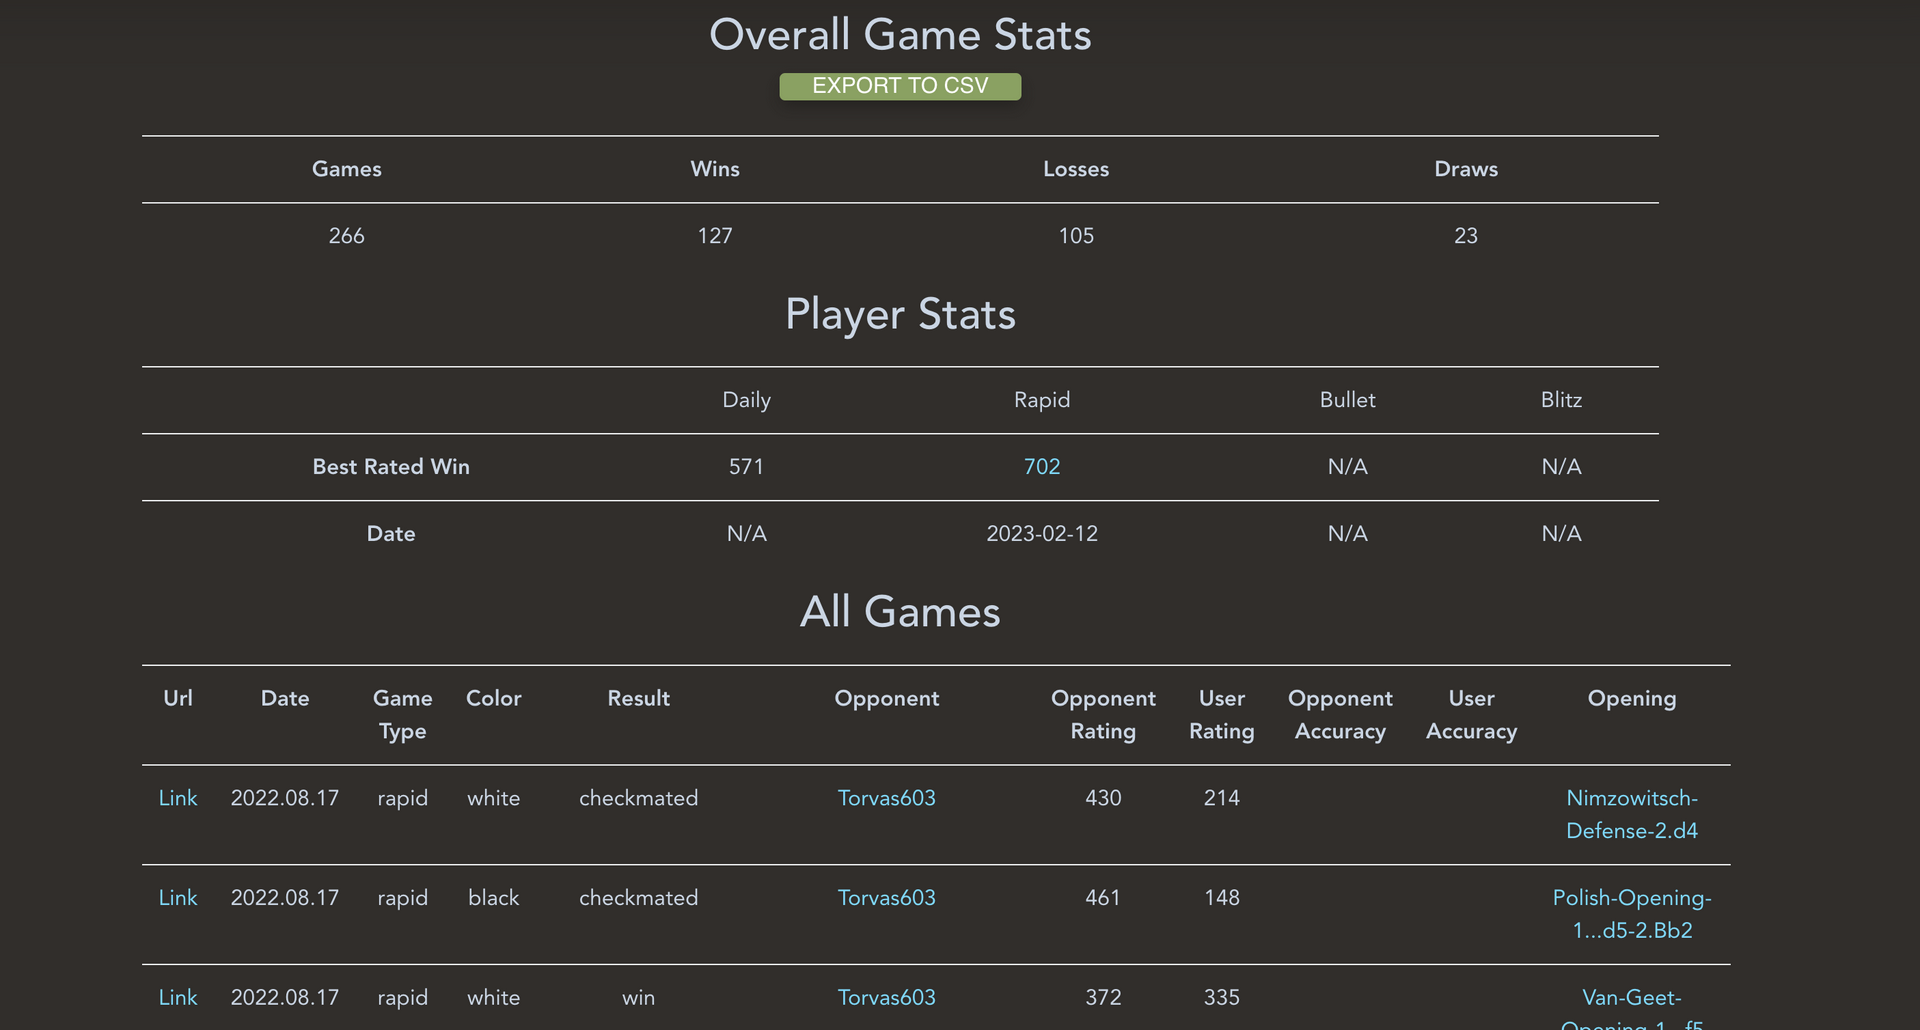 Overall Game Stats
EXPORT TO CSV
Games Wins Losses Draws
266 127 105 23
Player Stats
Daily Rapid Bullet Blitz
Best Rated Win 571 702 N/A N/A
Date N/A 2023-02-12 N/A N/A
All Games
Url Date Game Color Result Opponent Opponent User Opponent User Opening
Type Rating Rating Accuracy Accuracy
Link 2022.08.17 rapid white checkmated Torvas603 430 214 Nimzowitsch-
Defense-2.d4
Link 2022.08.17 rapid black checkmated Torvas603 461 148 Polish-Opening-
1...d5-2.Bb2
Link 2022.08.17 rapid white win Torvas603 372 335 Van-Geet-
Opening-1...f5